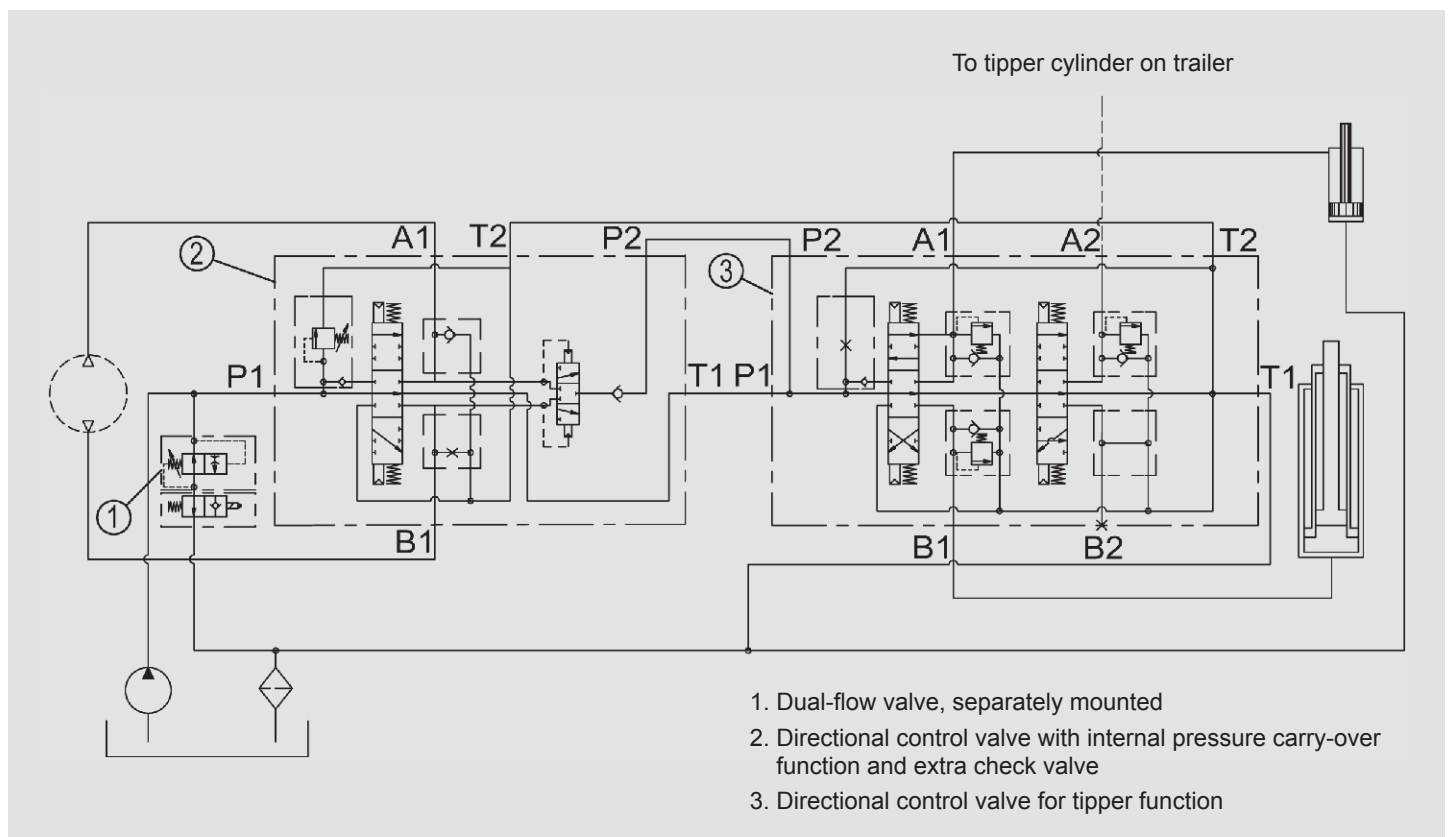 To tipper cylinder on trailer
A1 T2 P2 P2 A1 A2 T2
2
3
P1 T1 P1 T1
1
B1 B1 B2
1. Dual-flow valve, separately mounted
2. Directional control valve with internal pressure carry-over
function and extra check valve
3. Directional control valve for tipper function